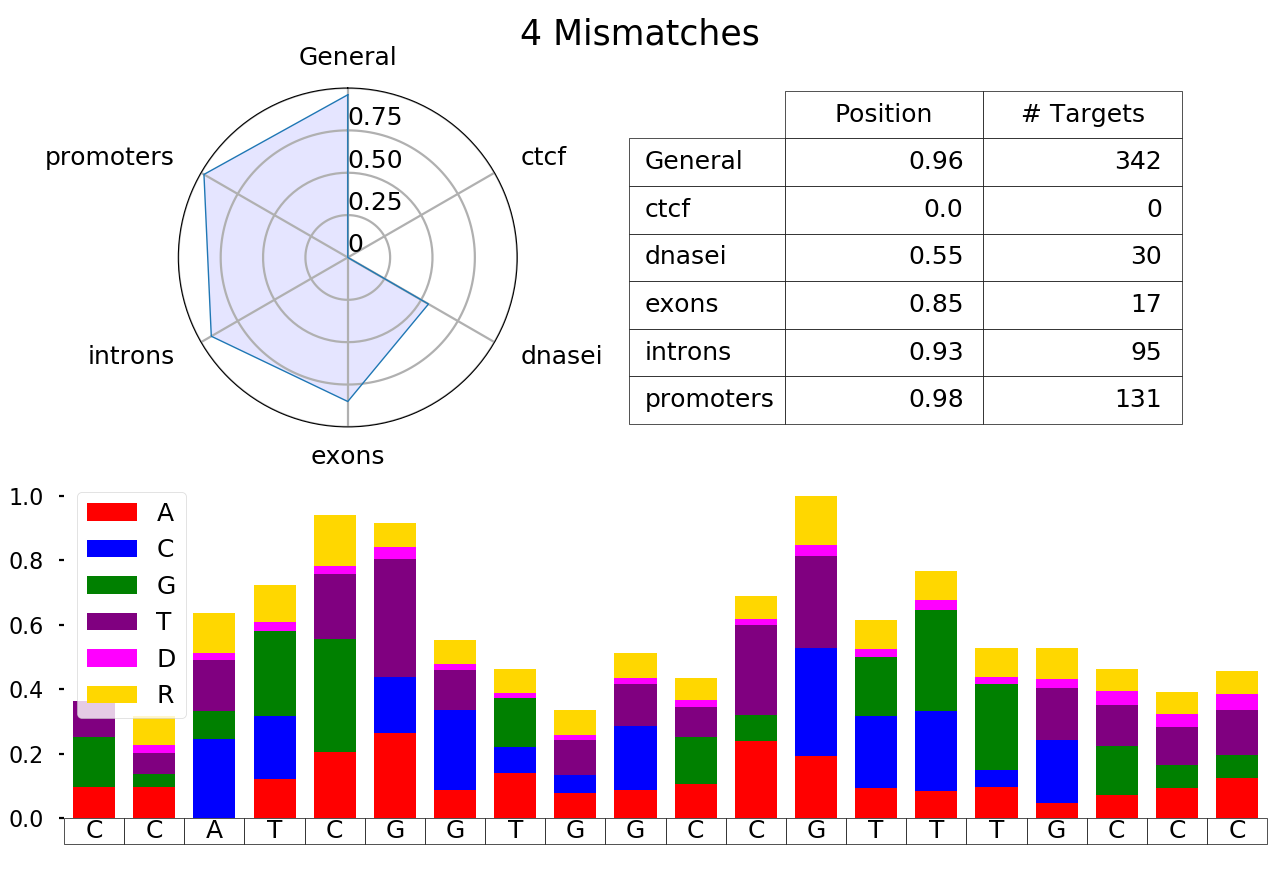 4 Mismatches
General
promoters
ctcf
introns
dnasei
exons
0.75
0.50
0.25
0
Position # Targets
General 0.96 342
ctcf 0.0 0
dnasei 0.55 30
exons 0.85 17
introns 0.93 95
promoters 0.98 131
1.0
0.8
0.6
0.4
0.2
0.0
A
C
G
T
D
R
C C A T C G G T G G C C G T T T G C C C